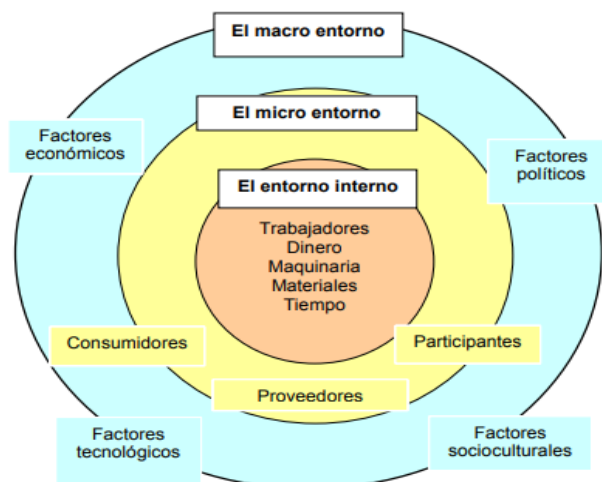 El macro entorno
El micro entorno
Factores
económicos
Factores
políticos
El entorno interno
Trabajadores
Dinero
Maquinaria
Materiales
Tiempo
Consumidores
Participantes
Proveedores
Factores
tecnológicos
Factores
socioculturales